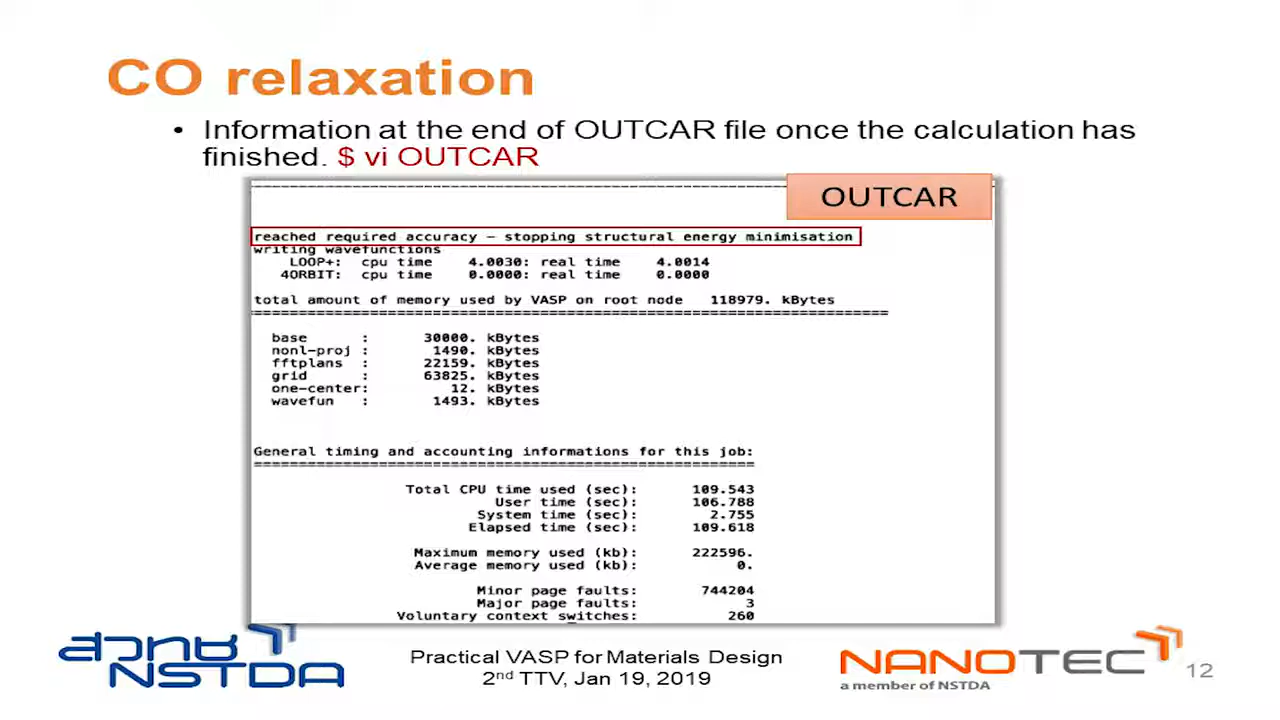 CO relaxation
• Information at the end of OUTCAR file once the calculation has
finished. $ vi OUTCAR
OUTCAR
reached required accuracy – stopping structural energy minimisation
writing wavefunctions
LOOP+: cpu time 4.0030: real time 4.0014
4ORBIT: cpu time 0.0000: real time 0.0000
total amount of memory used by VASP on root node 118979. kBytes
base : 30000. kBytes
nonl-proj : 1490. kBytes
fftplans : 22159. kBytes
grid : 63825. kBytes
one-center: 12. kBytes
wavefun : 1493. kBytes
General timing and accounting informations for this job:
Total CPU time used (sec): 109.543
User time (sec): 106.788
System time (sec): 2.755
Elapsed time (sec): 109.618
Maximum memory used (kb): 222596.
Average memory used (kb): 0.
Minor page faults: 744204
Major page faults: 3
Voluntary context switches: 260
สวทช
NSTDA
Practical VASP for Materials Design
2nd TTV, Jan 19, 2019
NANOTEC
a member of NSTDA
12